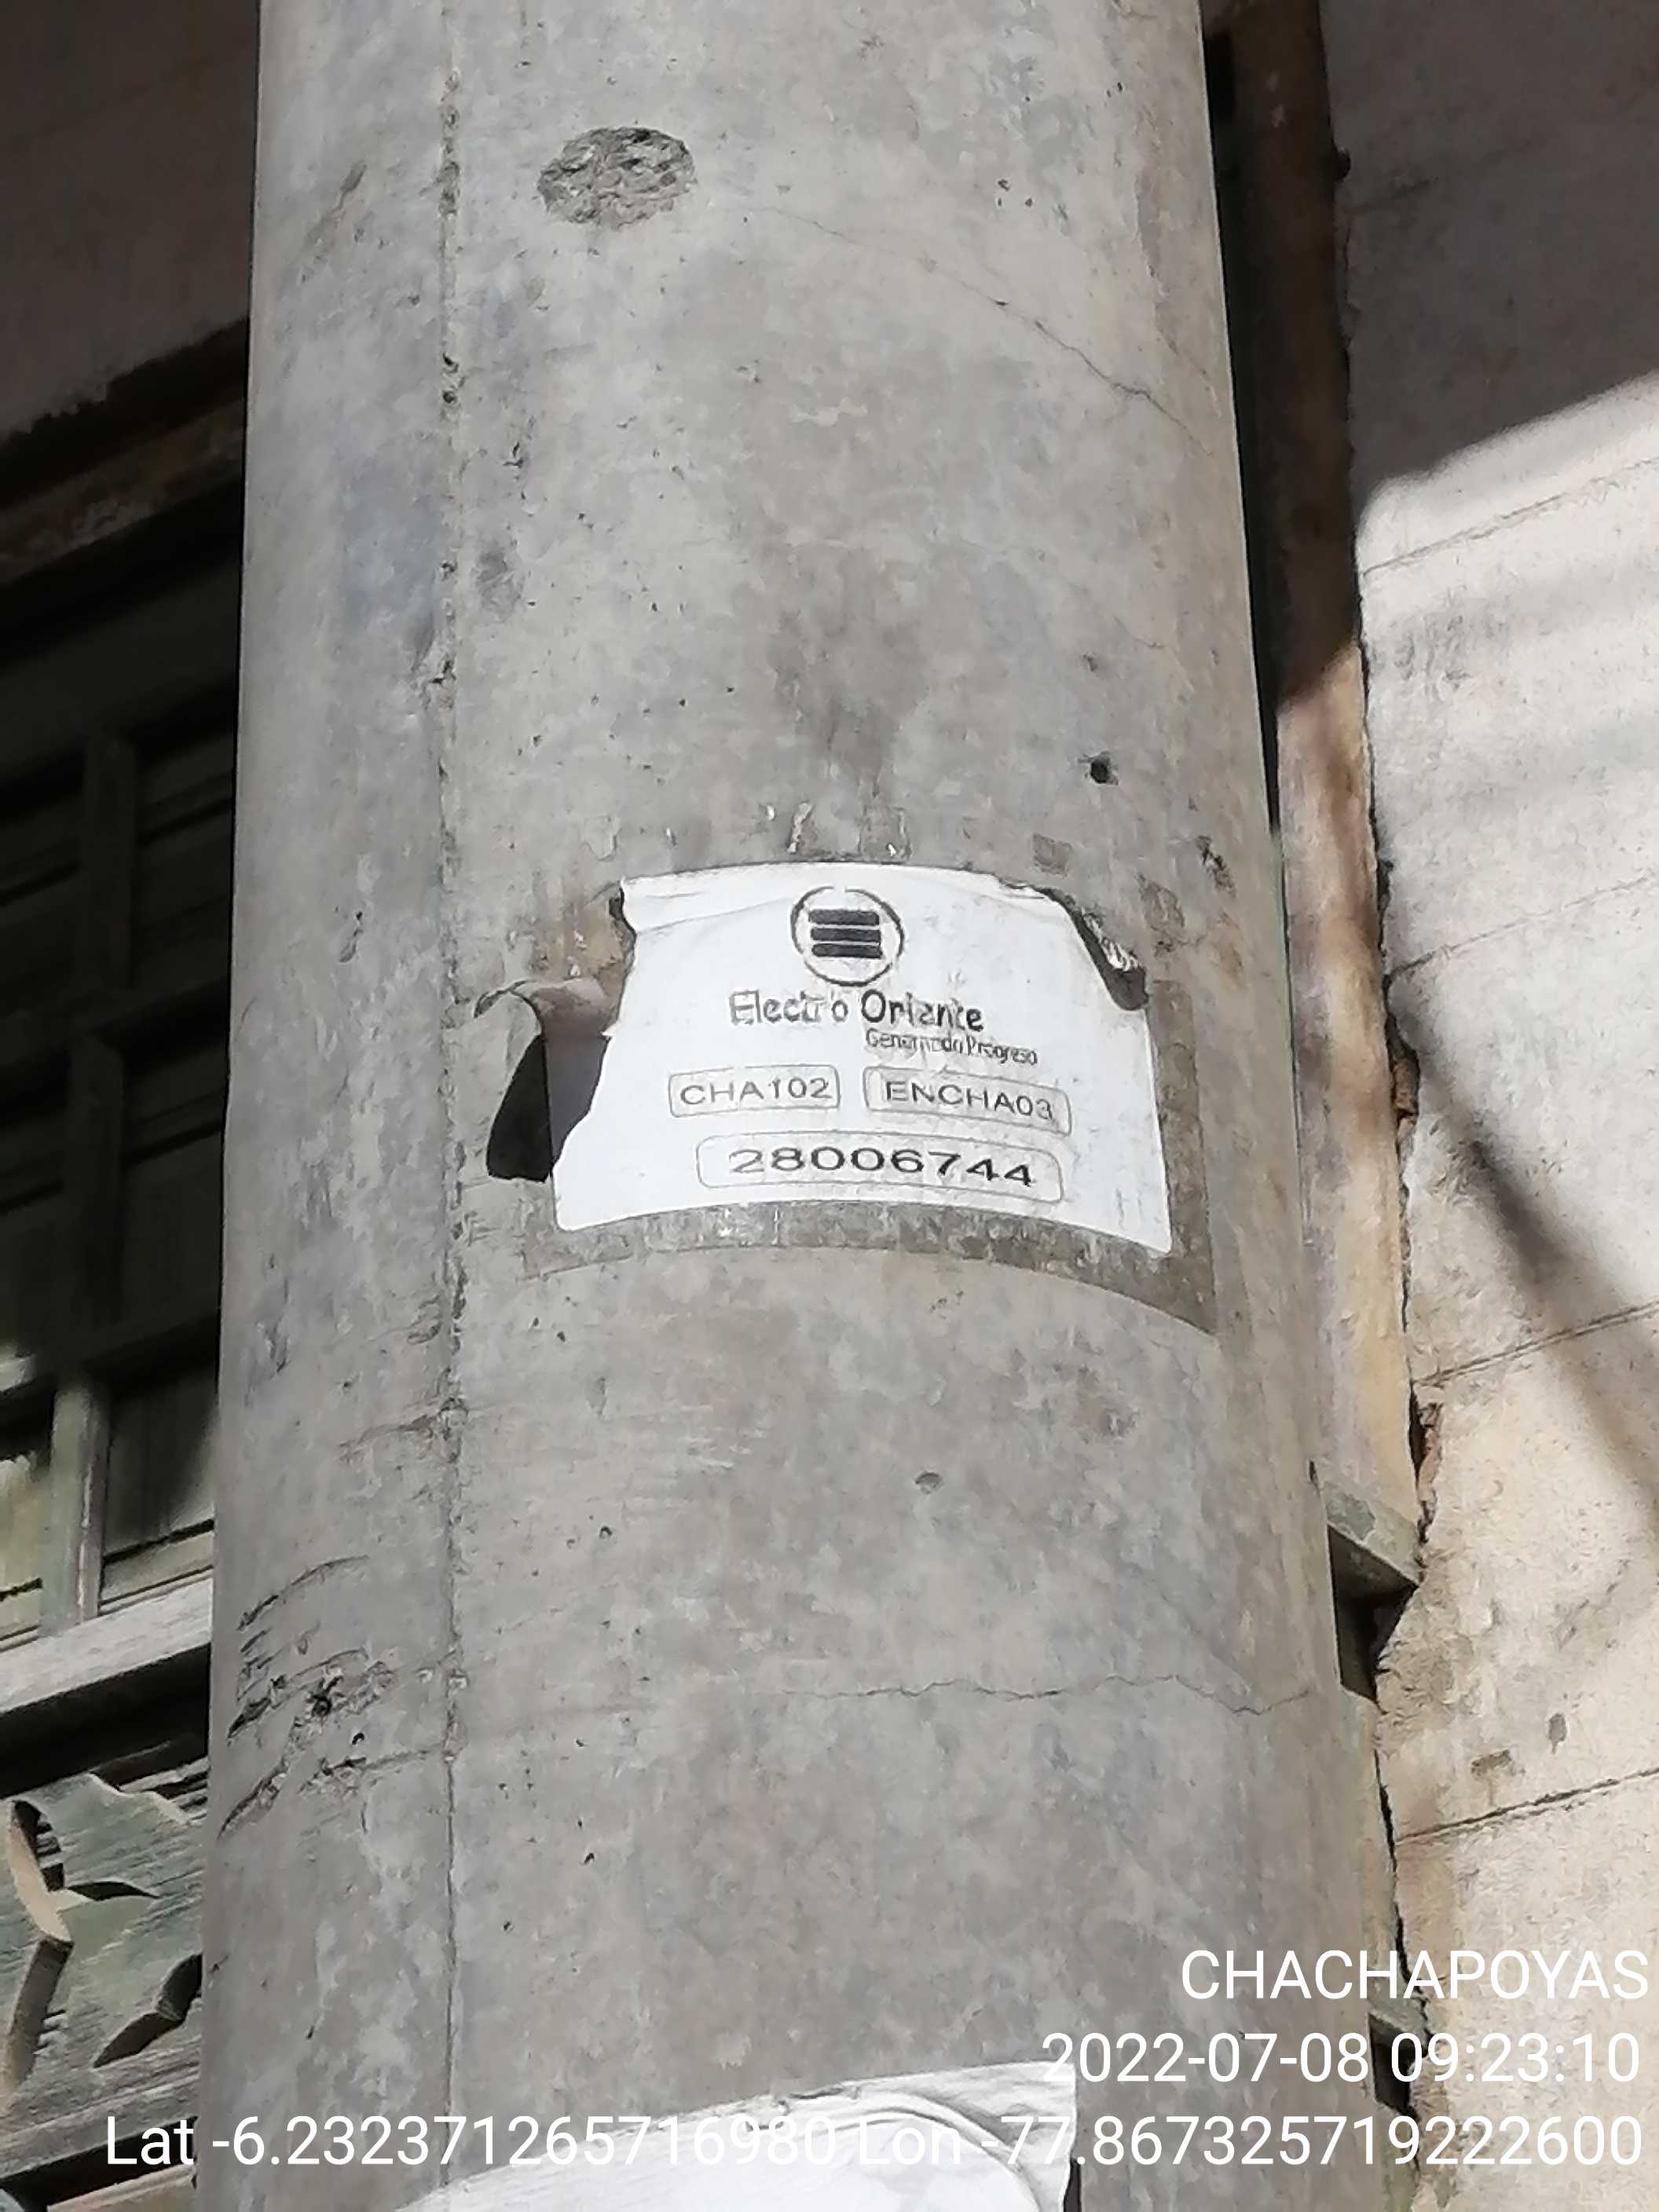 Electro Oriente
Generando Progreso
CHA102 ENCHA03
28006744
CHACHAPOYAS
2022-07-08 09:23:10
Lat -6.232371265716980 Lon -77.867325719222600